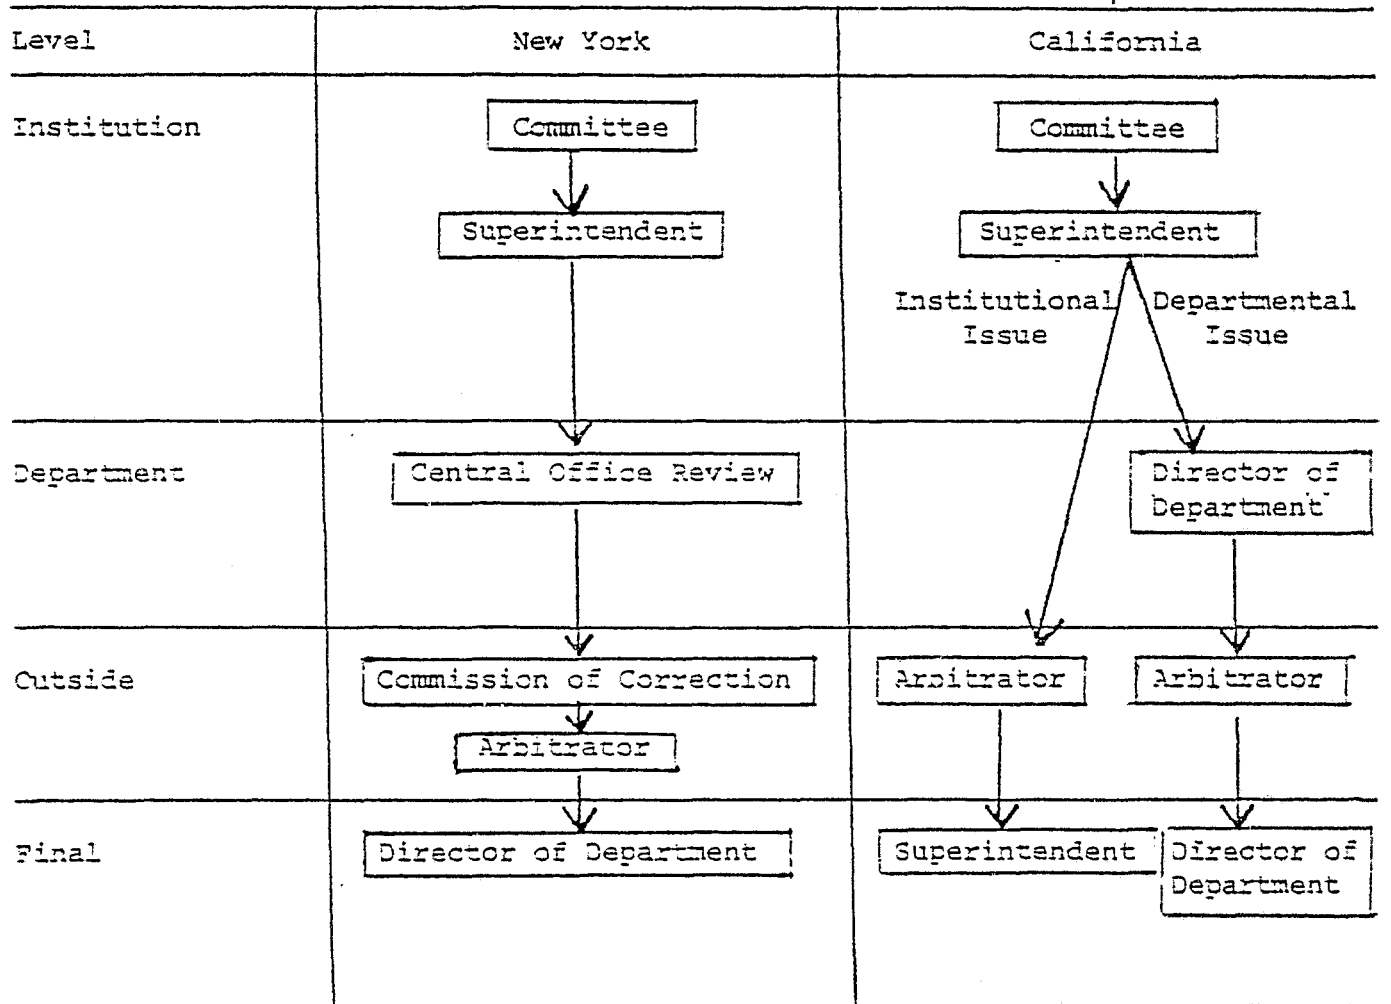 Level New York California
Institution Committee Committee
Superintendent Superintendent
Institutional Departmental
Issue Issue
Department Central Office Review Director of
Department
Outside Commission of Correction Arbitrator Arbitrator
Arbitrator
Final Director of Department Superintendent Director of
Department